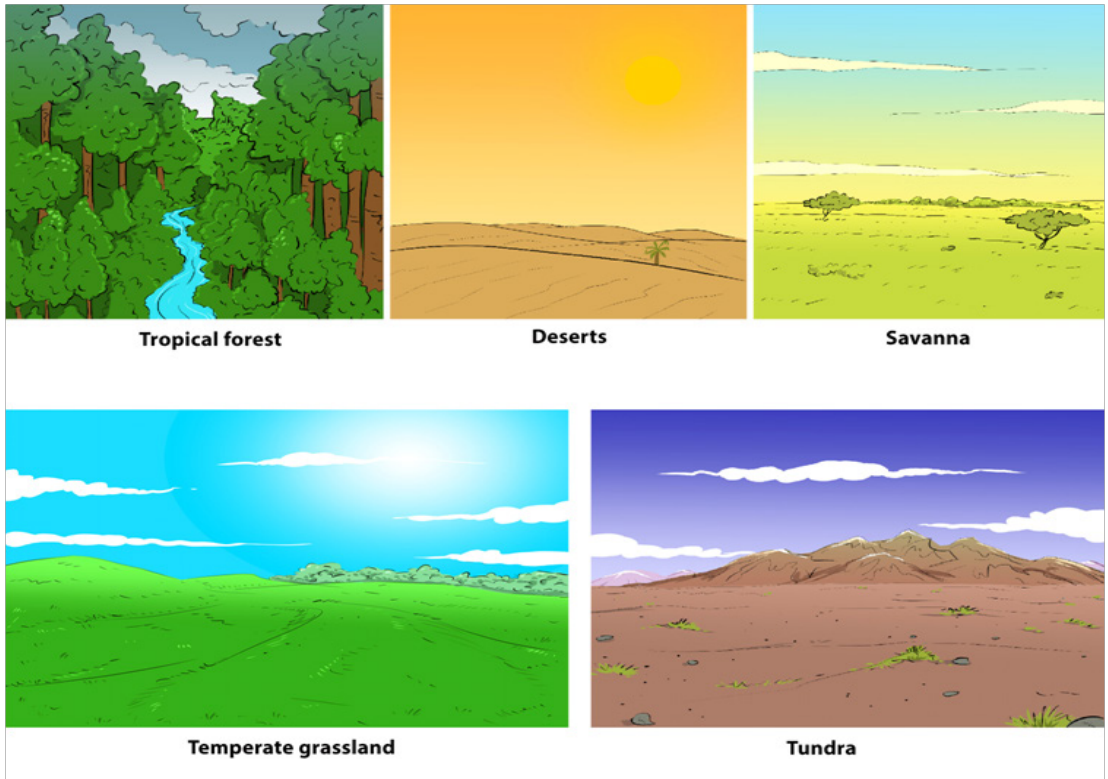 Tropical forest
Deserts
Savanna
Temperate grassland
Tundra